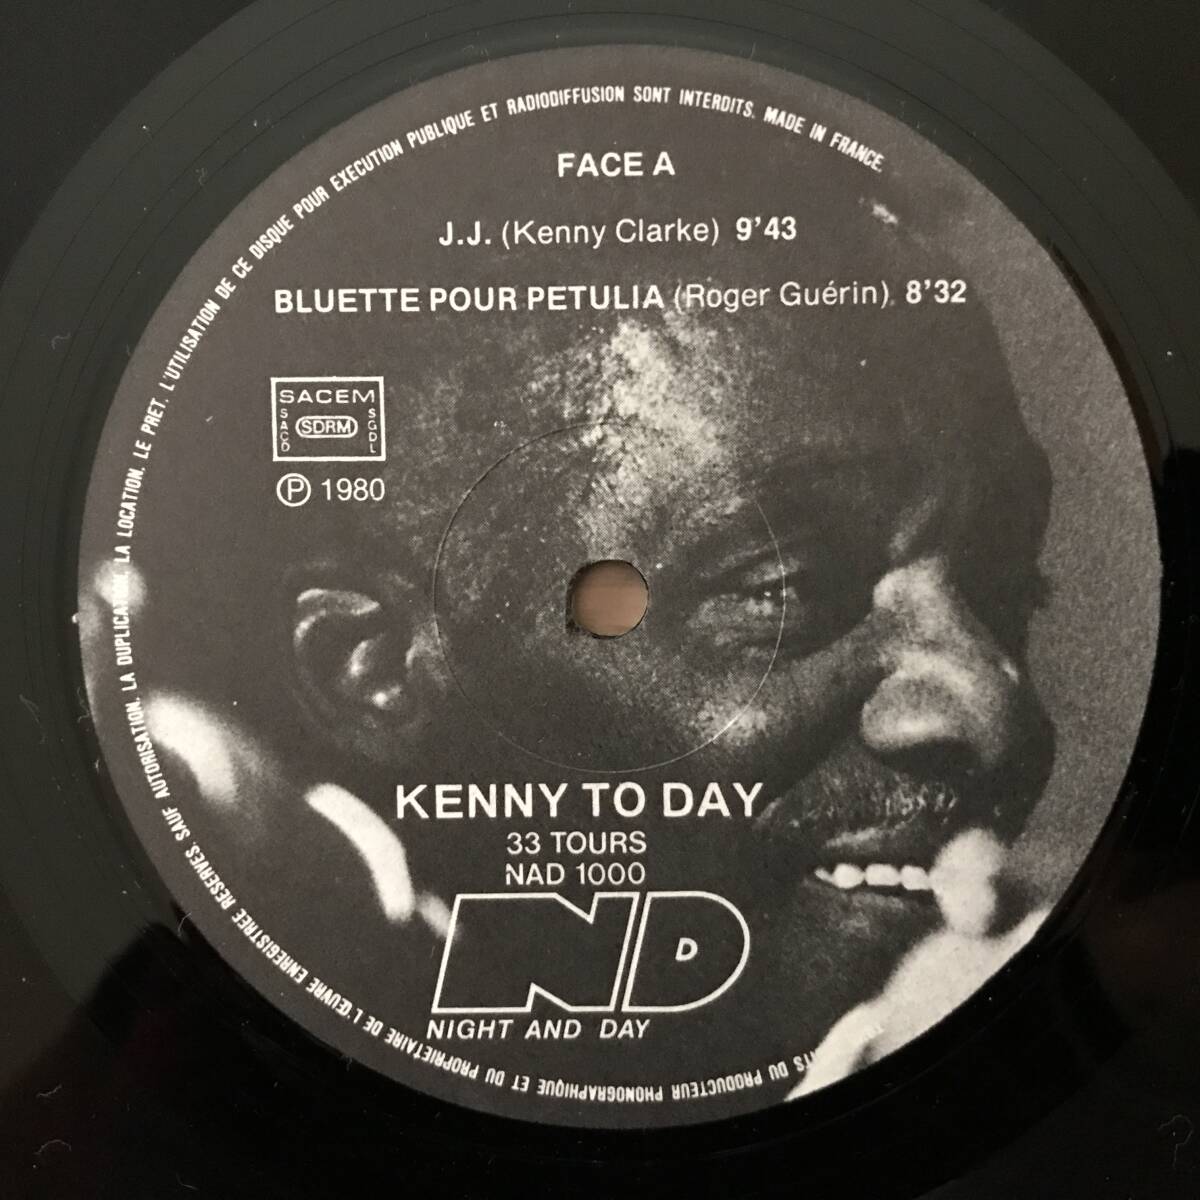 FACE A
J.J. (Kenny Clarke) 9'43
BLUETTE POUR PETULIA (Roger Guérin) 8'32
SACEM
SACD SDRM SGDL
Ⓟ 1980
KENNY TO DAY
33 TOURS
NAD 1000
ND D
NIGHT AND DAY
TS DU PRODUCTEUR PHONOGRAPHIQUE ET DU PROPRIETAIRE DE L'ŒUVRE ENREGISTREE RESERVES. SAUF AUTORISATION, LA DUPLICATION, LA LOCATION, LE PRET, L'UTILISATION DE CE DISQUE POUR EXECUTION PUBLIQUE ET RADIODIFFUSION SONT INTERDITS. MADE IN FRANCE.